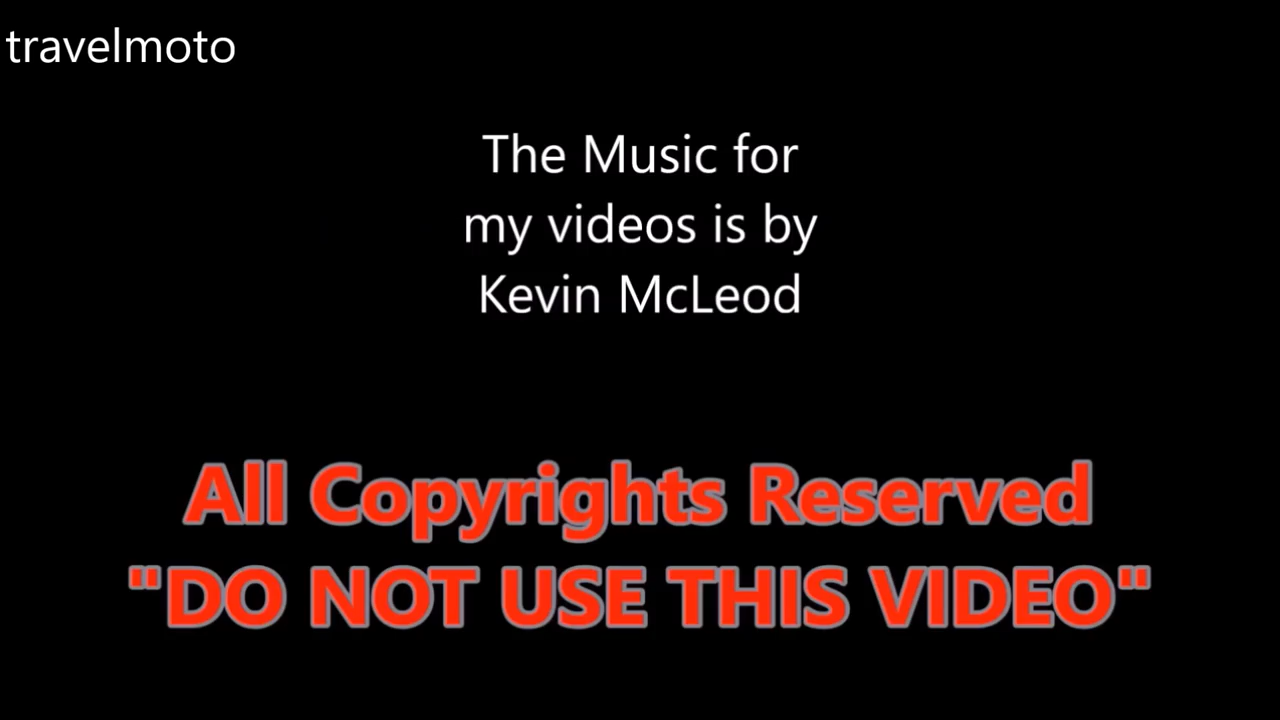 travelmoto
The Music for
my videos is by
Kevin McLeod
All Copyrights Reserved
"DO NOT USE THIS VIDEO"